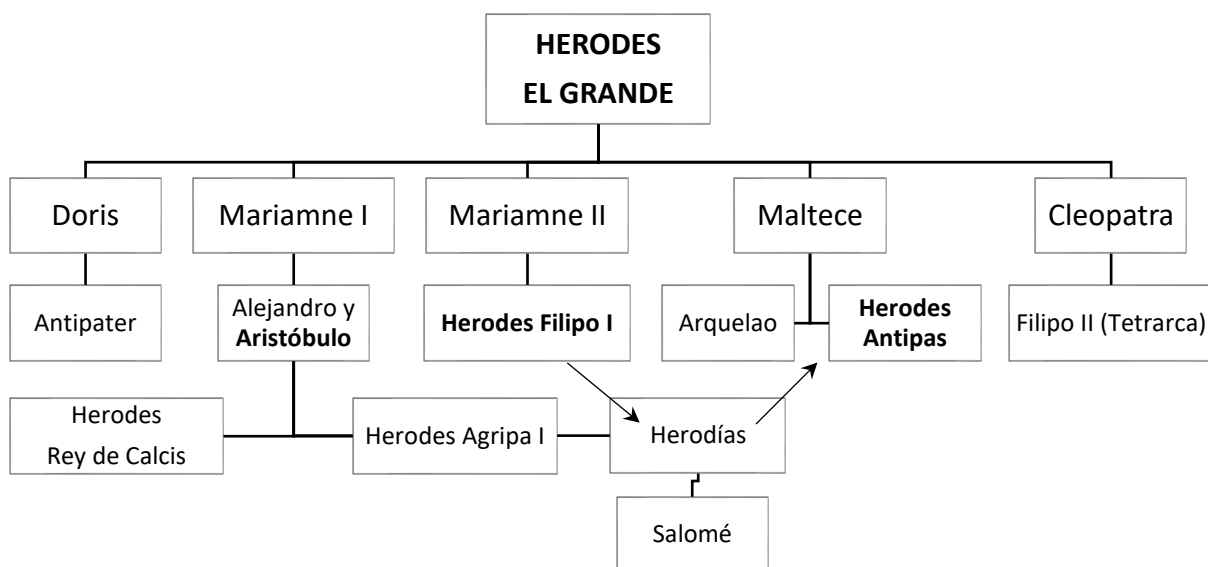 HERODES
EL GRANDE
Doris
Mariamne I
Mariamne II
Maltece
Cleopatra
Antipater
Alejandro y
Aristóbulo
Herodes Filipo I
Arquelao
Herodes
Antipas
Filipo II (Tetrarca)
Herodes
Rey de Calcis
Herodes Agripa I
Herodías
Salomé